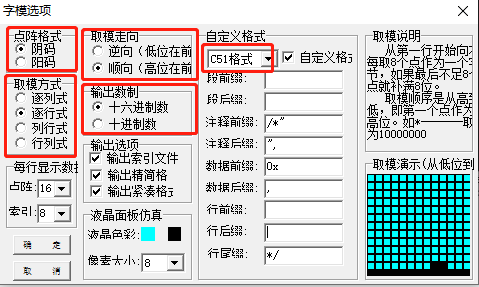 字模选项
点阵格式
阴码
阳码
取模方式
逐列式
逐行式
列行式
行列式
每行显示数据
点阵: 16
索引: 8
确 定
取 消
取模走向
逆向(低位在前
顺向(高位在前
输出数制
十六进制数
十进制数
输出选项
输出索引文件
输出精简格式
输出紧凑格式
液晶面板仿真
液晶色彩:
像素大小: 8
自定义格式
C51格式
自定义格式
段前缀:
段后缀:
注释前缀: /*"
注释后缀: ",
数据前缀: 0x
数据后缀: ,
行前缀:
行后缀:
行尾缀: */
取模说明
从第一行开始向
每取8个点作为一个字
节，如果最后不足8个
点就补满8位。
取模顺序是从高到
低，即第一个点作为最
高位。如*-------取
为10000000
取模演示(从低位到